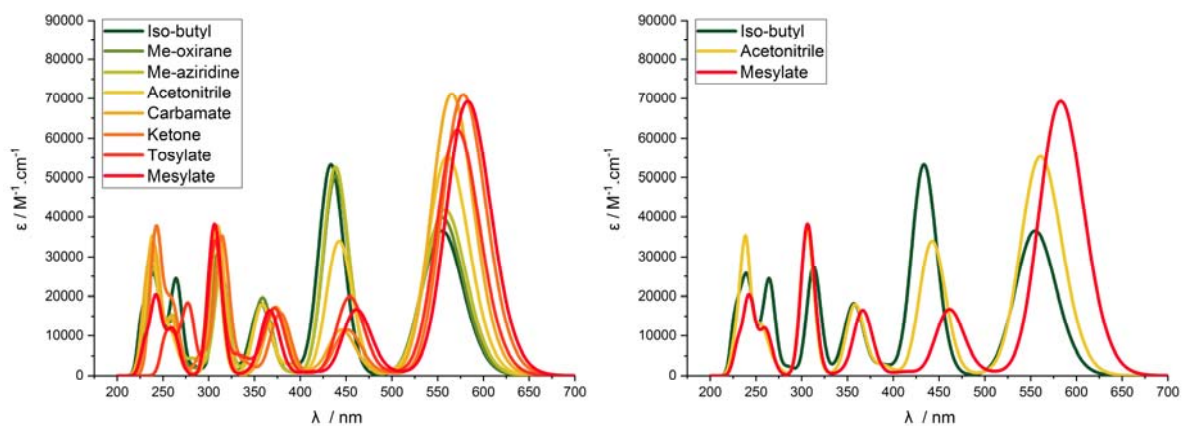 90000
80000
70000
60000
50000
40000
30000
20000
10000
0
ε / M⁻¹.cm⁻¹
Iso-butyl
Me-oxirane
Me-aziridine
Acetonitrile
Carbamate
Ketone
Tosylate
Mesylate
200 250 300 350 400 450 500 550 600 650 700
λ / nm
90000
80000
70000
60000
50000
40000
30000
20000
10000
0
ε / M⁻¹.cm⁻¹
Iso-butyl
Acetonitrile
Mesylate
200 250 300 350 400 450 500 550 600 650 700
λ / nm